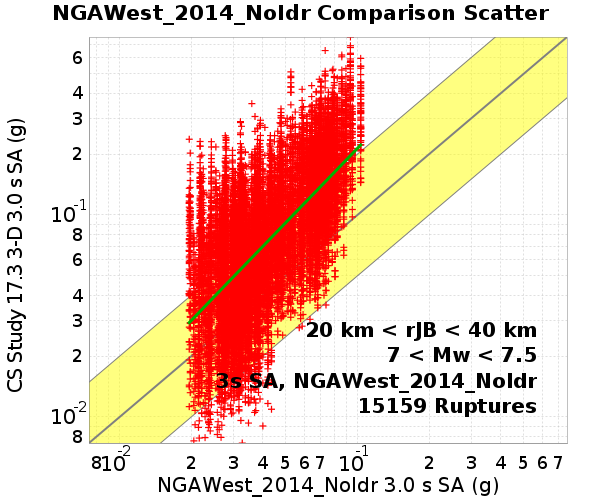 NGAWest_2014_NoIdr Comparison Scatter
CS Study 17.3 3-D 3.0 s SA (g)
6
4
3
2
10-1
8
6
4
3
2
10-2
8
20 km < rJB < 40 km
7 < Mw < 7.5
3s SA, NGAWest_2014_NoIdr
15159 Ruptures
8 10-2 2 3 4 5 6 7 10-1 2 3 4 5 6 7
NGAWest_2014_NoIdr 3.0 s SA (g)